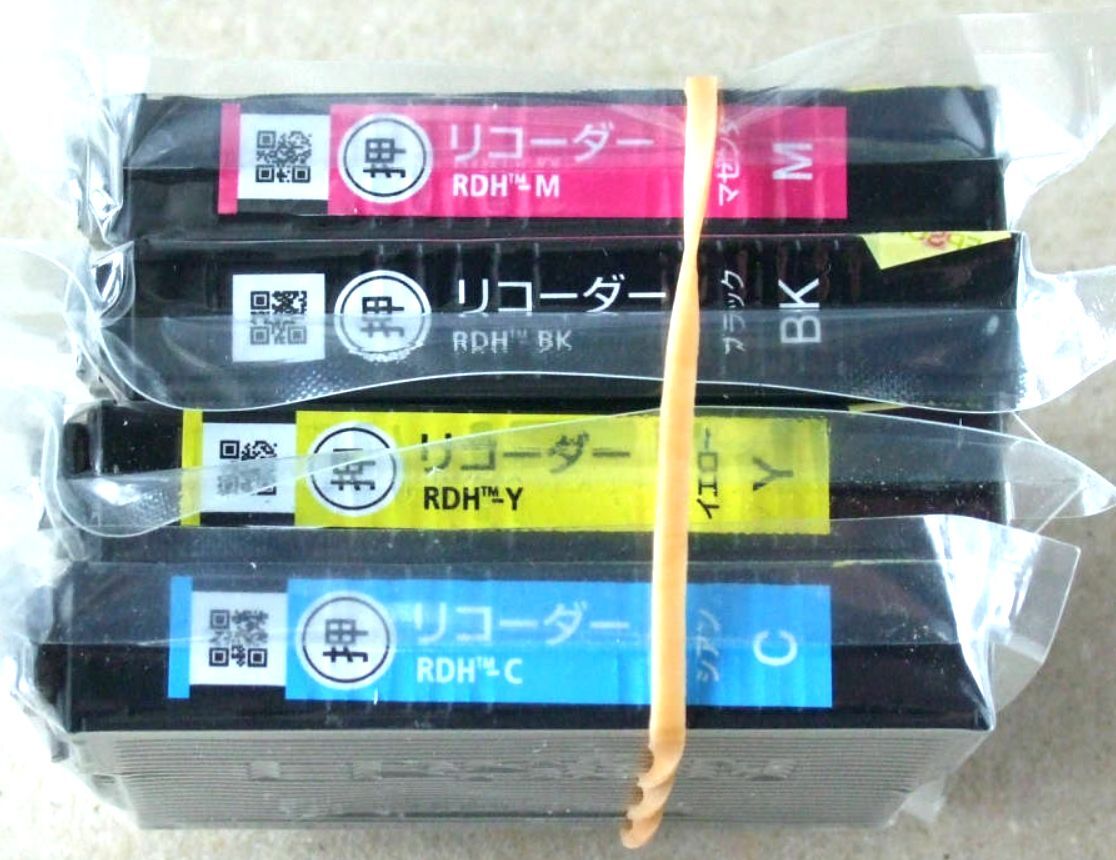 押
リコーダー
RDH™-M
マゼンタ
M
押
リコーダー
RDH™-BK
ブラック
BK
押
リコーダー
RDH™-Y
イエロー
Y
押
リコーダー
RDH™-C
シアン
C